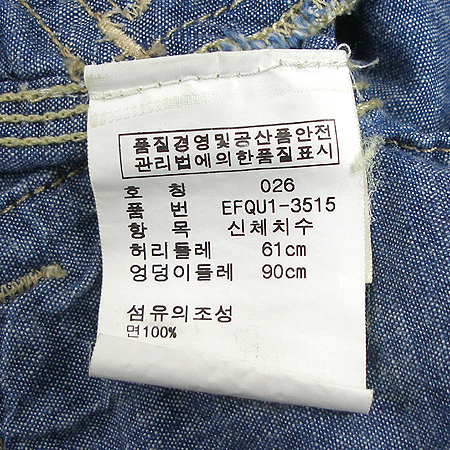 품질경영및공산품안전
관리법에의한품질표시
호 칭 026
품 번 EFQU1-3515
항 목 신체치수
허리둘레 61cm
엉덩이둘레 90cm
섬유의조성
면100%